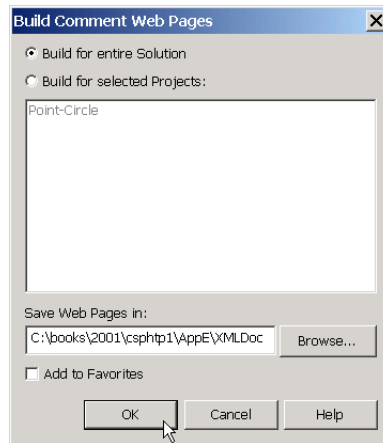 Build Comment Web Pages
Build for entire Solution
Build for selected Projects:
Point-Circle
Save Web Pages in:
C:\books\2001\csphtp1\AppE\XMLDoc
Browse...
Add to Favorites
OK
Cancel
Help